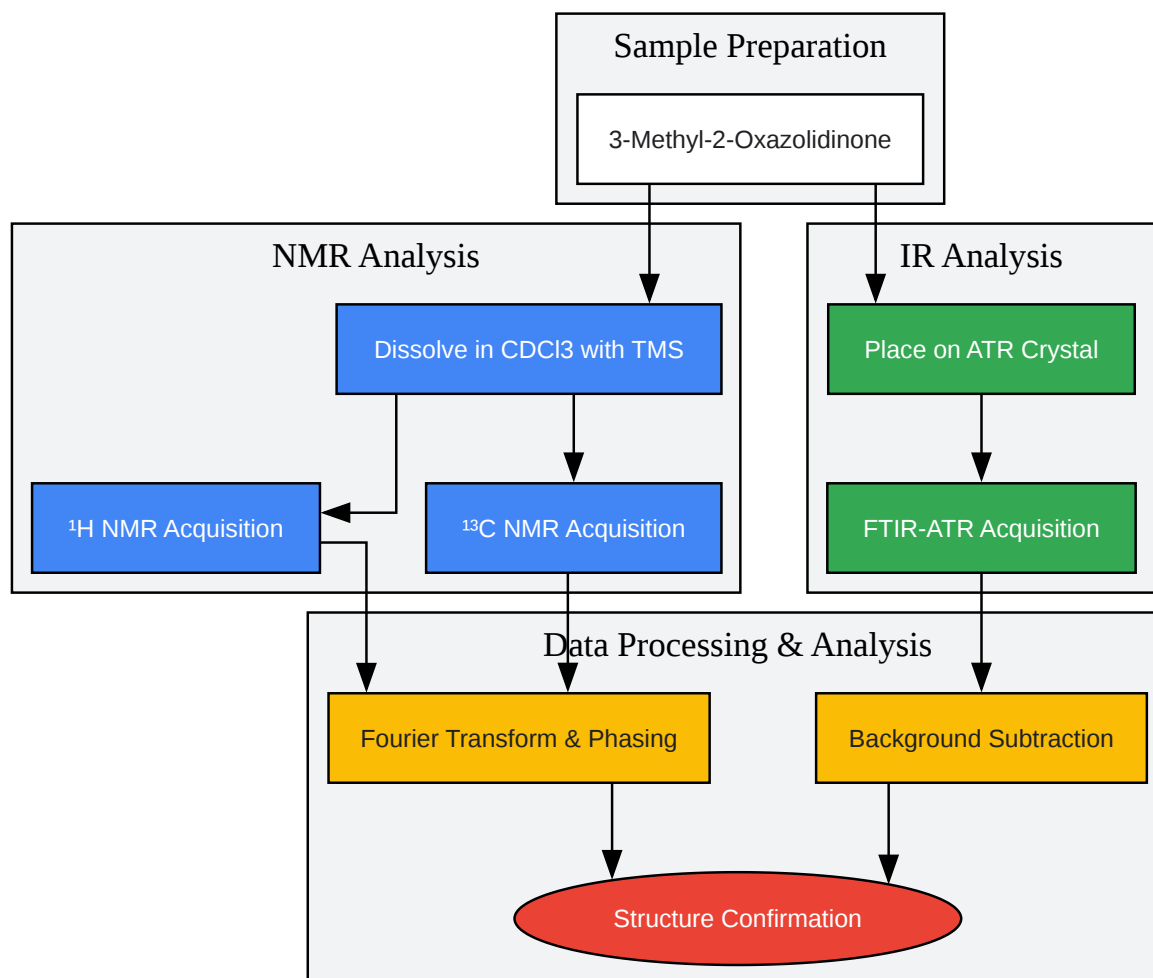 Sample Preparation
3-Methyl-2-Oxazolidinone
NMR Analysis
IR Analysis
Dissolve in CDCl3 with TMS
Place on ATR Crystal
¹H NMR Acquisition
¹³C NMR Acquisition
FTIR-ATR Acquisition
Data Processing & Analysis
Fourier Transform & Phasing
Background Subtraction
Structure Confirmation